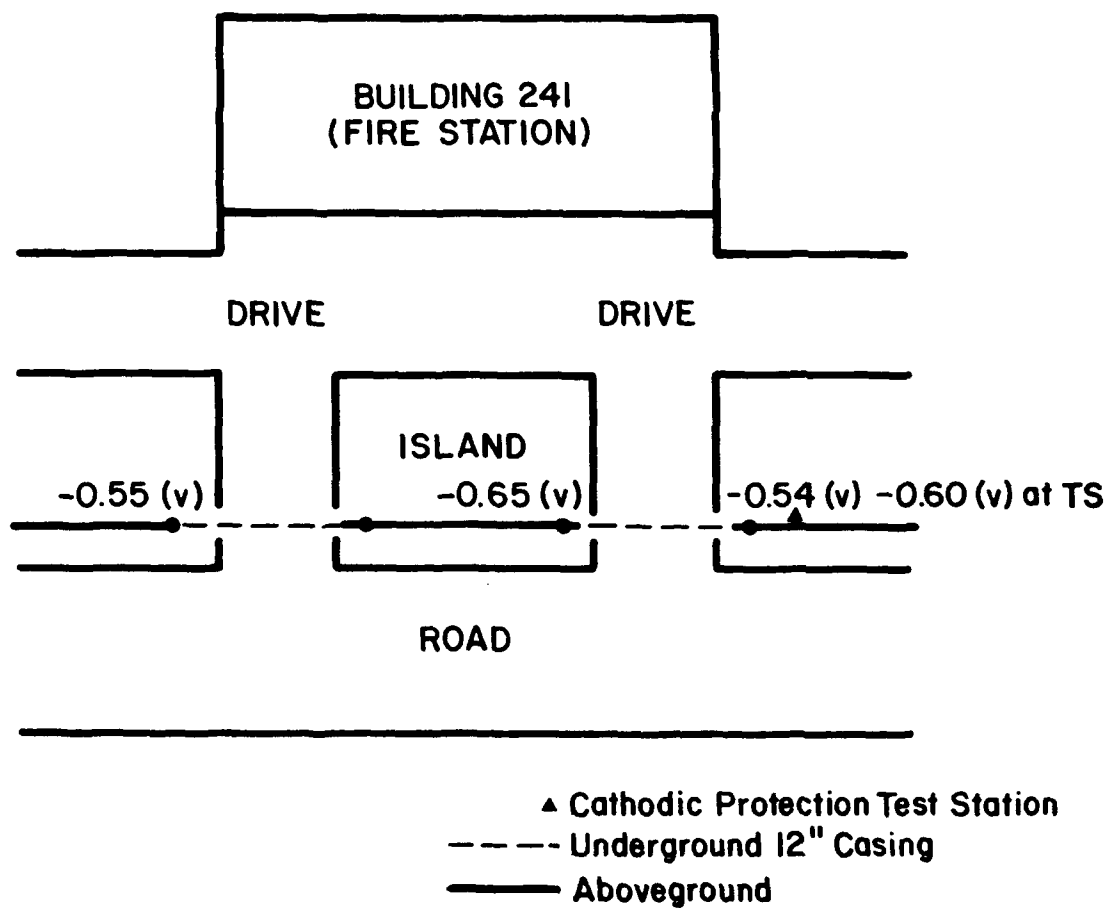 BUILDING 241
(FIRE STATION)
DRIVE DRIVE
ISLAND
-0.55 (v) -0.65 (v) -0.54 (v) -0.60 (v) at TS
ROAD
▲ Cathodic Protection Test Station
---- Underground 12" Casing
—— Aboveground